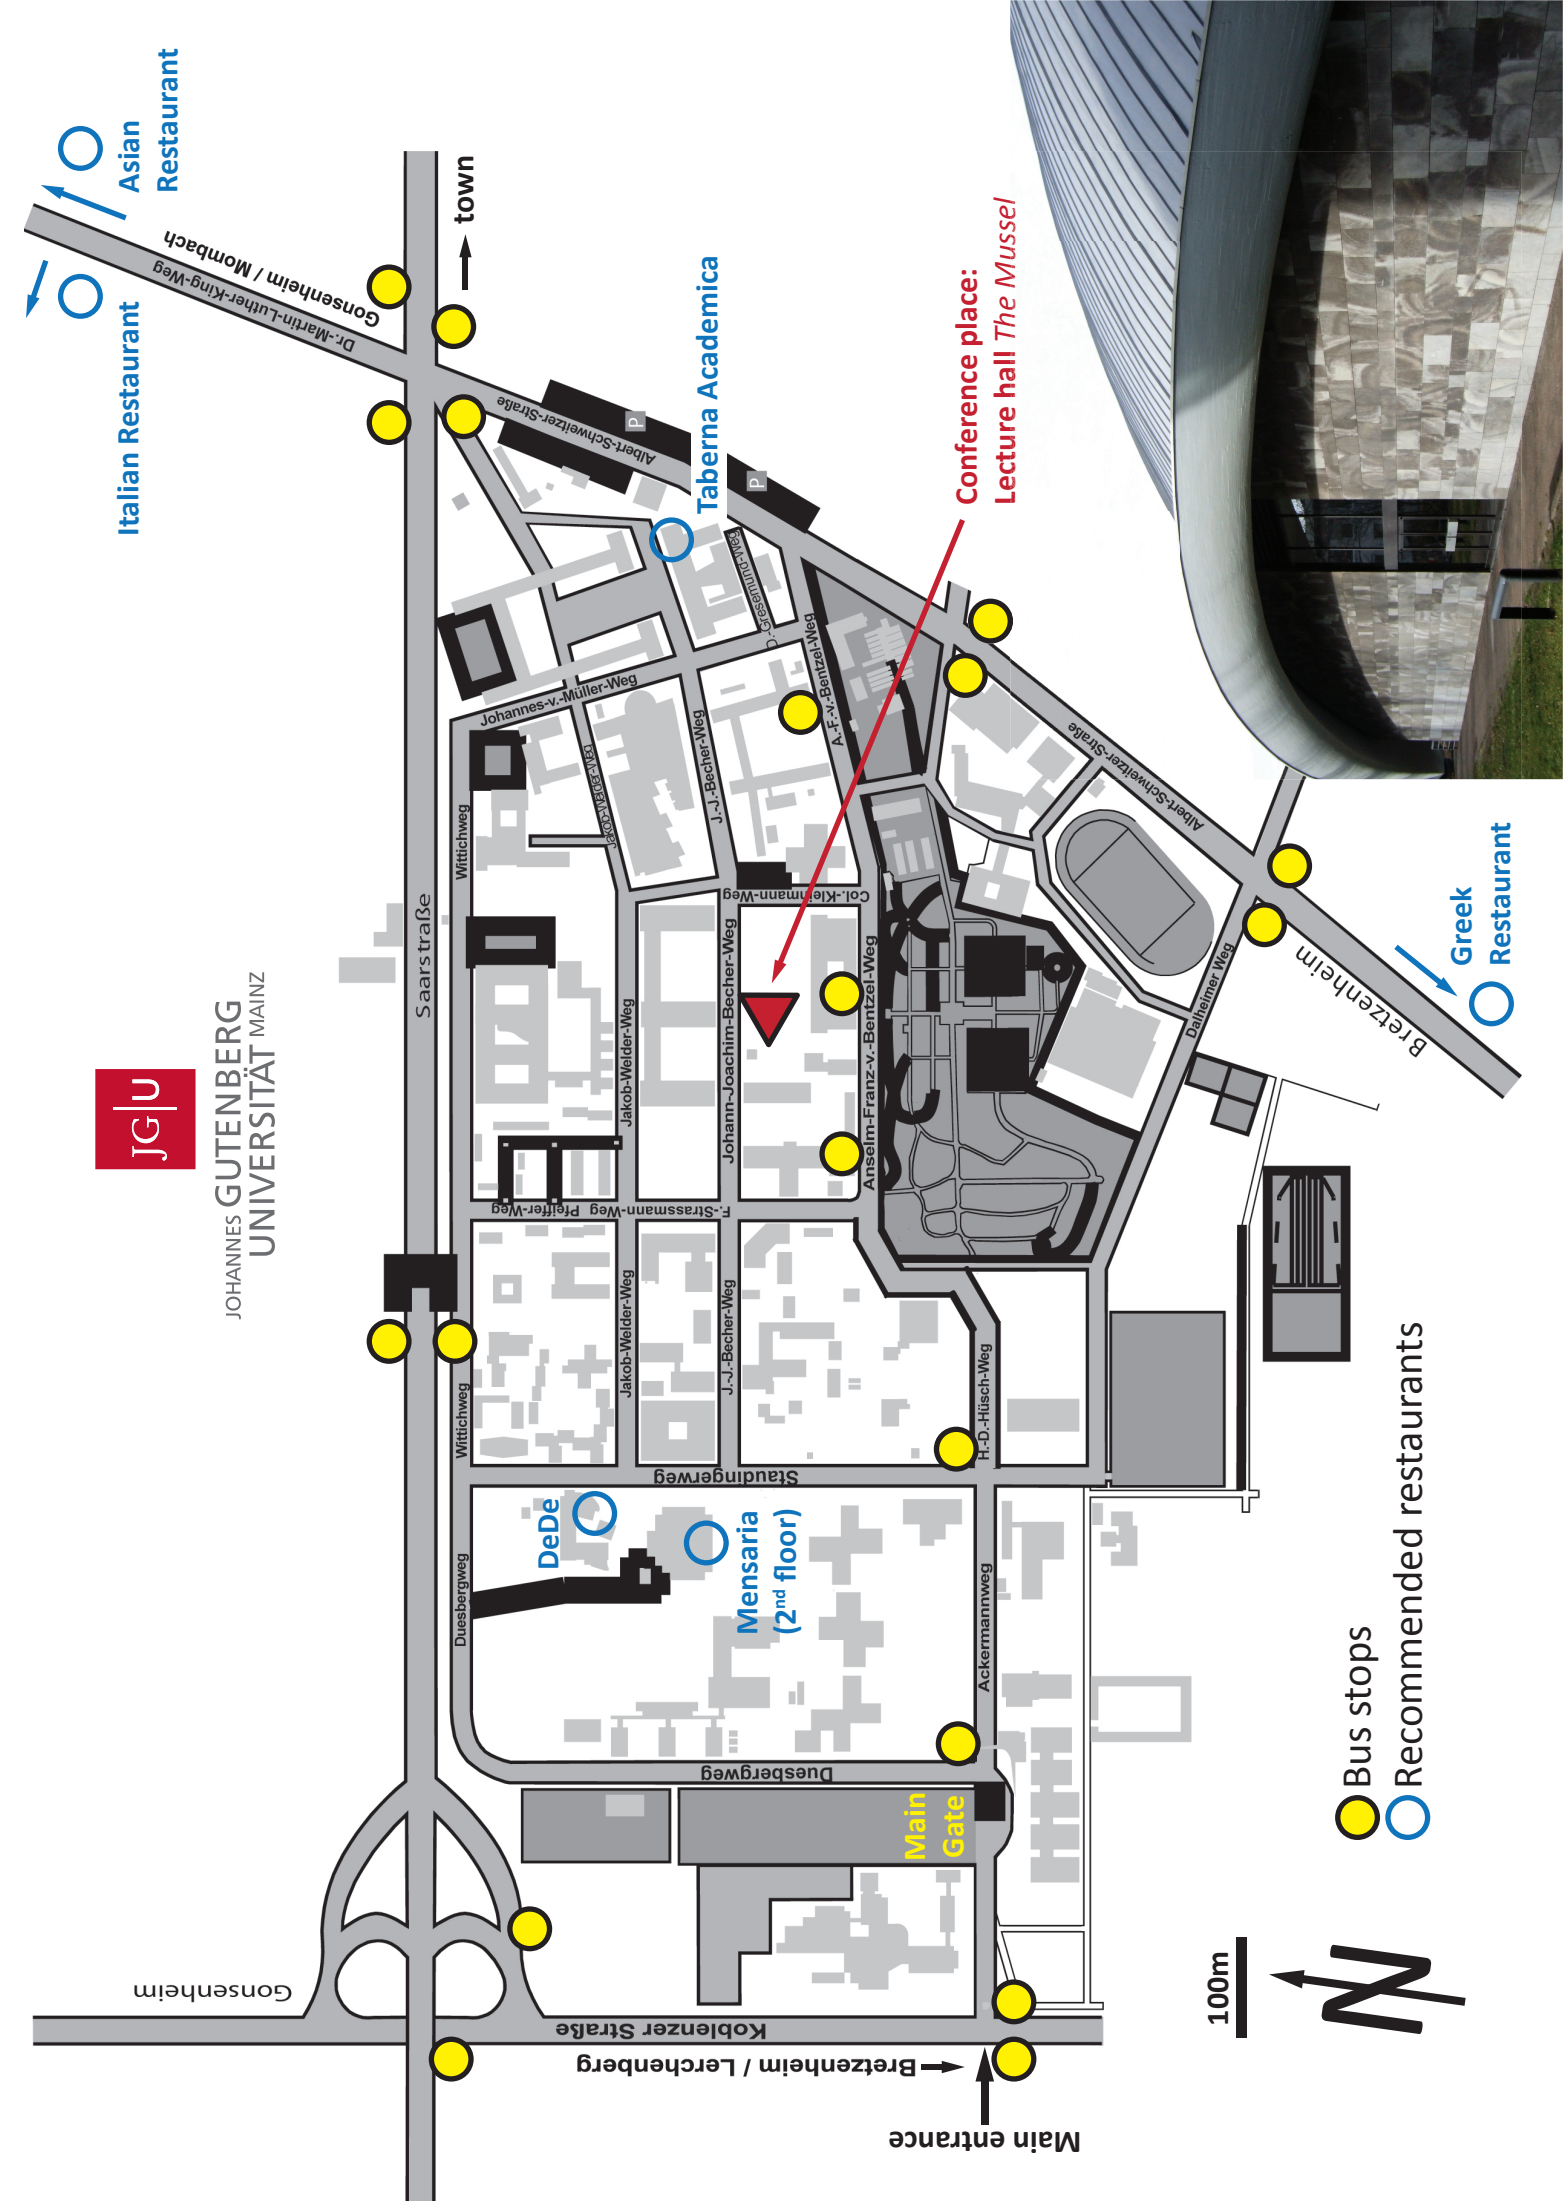 JG|U
JOHANNES GUTENBERG
UNIVERSITÄT MAINZ
Italian Restaurant
Asian
Restaurant
Gonsenheim / Mombach
Dr.-Martin-Luther-King-Weg
town
Saarstraße
Albert-Schweitzer-Straße
P
P
Taberna Academica
Conference place:
Lecture hall The Mussel
Johannes-v.-Müller-Weg
Jakob-Welder-Weg
J.-J.-Becher-Weg
D.-Gresemund-Weg
A.-F.-v.-Bentzel-Weg
Wittichweg
Col.-Kleinmann-Weg
Jakob-Welder-Weg
Johann-Joachim-Becher-Weg
Anselm-Franz-v.-Bentzel-Weg
Albert-Schweitzer-Straße
Dalheimer Weg
Bretzenheim
Greek
Restaurant
Pfeiffer-Weg
F.-Strassmann-Weg
Wittichweg
Jakob-Welder-Weg
J.-J.-Becher-Weg
H.-D.-Hüsch-Weg
Staudingerweg
DeDe
Mensaria
(2nd floor)
Duesbergweg
Ackermannweg
Duesbergweg
Main
Gate
Gonsenheim
Koblenzer Straße
Bretzenheim / Lerchenberg
Main entrance
Bus stops
Recommended restaurants
100m
N